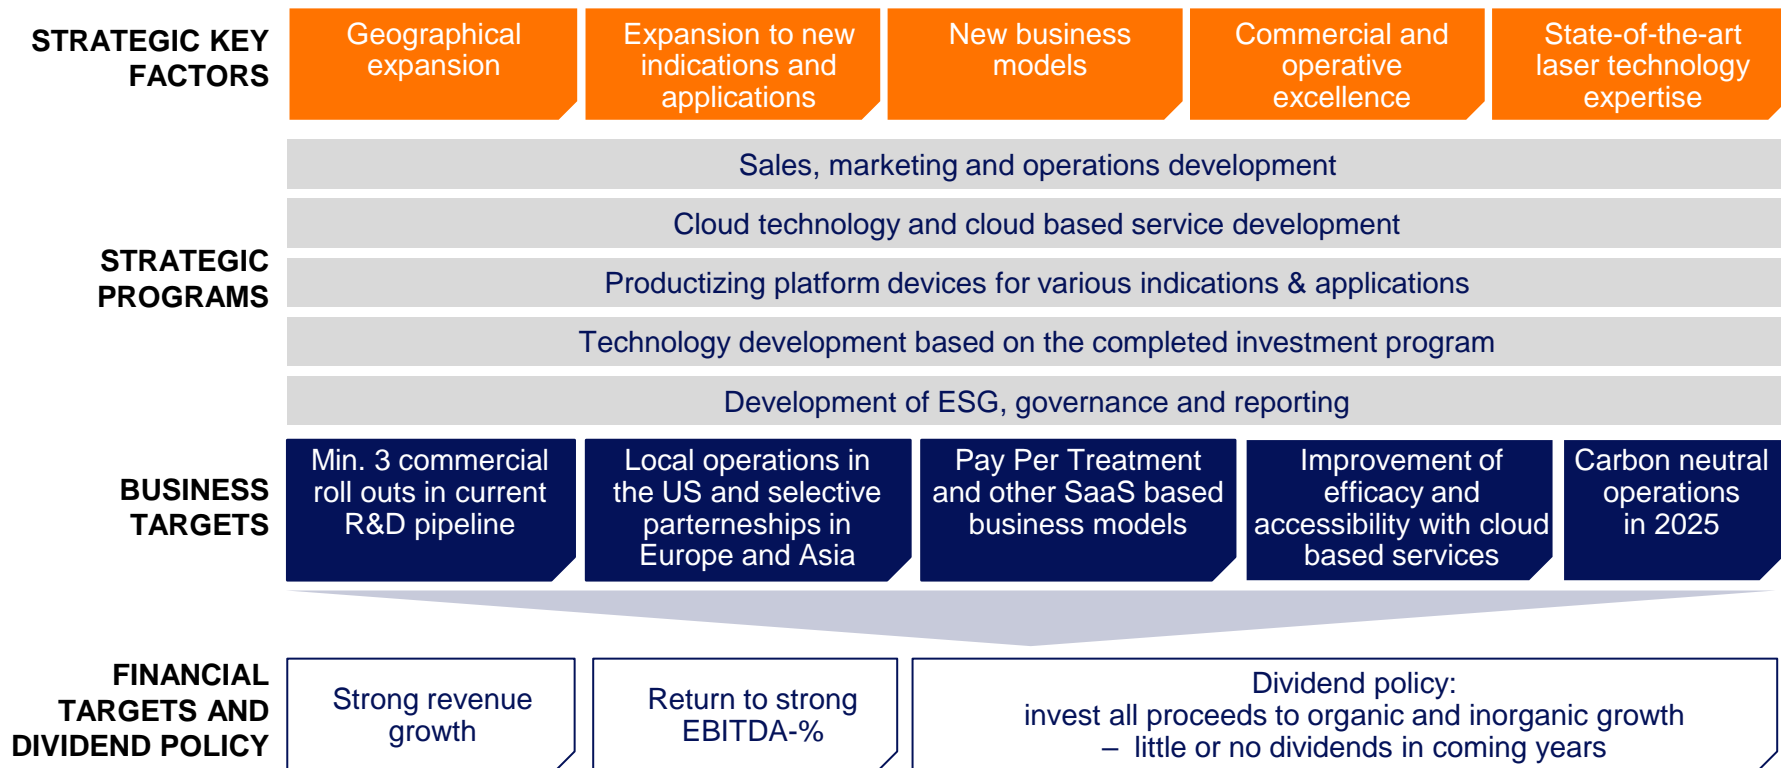 STRATEGIC KEY
FACTORS
Geographical
expansion
Expansion to new
indications and
applications
New business
models
Commercial and
operative
excellence
State-of-the-art
laser technology
expertise
STRATEGIC
PROGRAMS
Sales, marketing and operations development
Cloud technology and cloud based service development
Productizing platform devices for various indications & applications
Technology development based on the completed investment program
Development of ESG, governance and reporting
BUSINESS
TARGETS
Min. 3 commercial
roll outs in current
R&D pipeline
Local operations in
the US and selective
parterneships in
Europe and Asia
Pay Per Treatment
and other SaaS based
business models
Improvement of
efficacy and
accessibility with cloud
based services
Carbon neutral
operations
in 2025
FINANCIAL
TARGETS AND
DIVIDEND POLICY
Strong revenue
growth
Return to strong
EBITDA-%
Dividend policy:
invest all proceeds to organic and inorganic growth
– little or no dividends in coming years